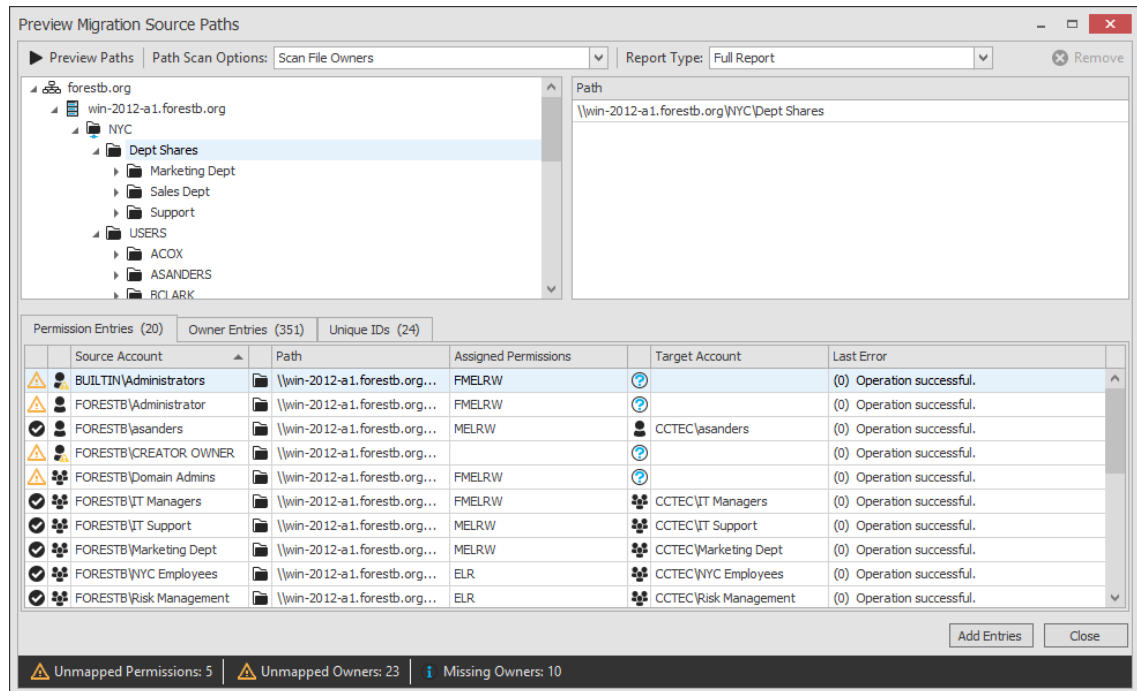 Preview Migration Source Paths
Preview Paths Path Scan Options: Scan File Owners Report Type: Full Report Remove
forestb.org
win-2012-a1.forestb.org
NYC
Dept Shares
Marketing Dept
Sales Dept
Support
USERS
ACOX
ASANDERS
BCLARK
Path
\\win-2012-a1.forestb.org\NYC\Dept Shares
Permission Entries (20) Owner Entries (351) Unique IDs (24)
Source Account Path Assigned Permissions Target Account Last Error
BUILTIN\Administrators \\win-2012-a1.forestb.org... FMELRW (0) Operation successful.
FORESTB\Administrator \\win-2012-a1.forestb.org... FMELRW (0) Operation successful.
FORESTB\asanders \\win-2012-a1.forestb.org... MELRW CCTEC\asanders (0) Operation successful.
FORESTB\CREATOR OWNER \\win-2012-a1.forestb.org... (0) Operation successful.
FORESTB\Domain Admins \\win-2012-a1.forestb.org... FMELRW (0) Operation successful.
FORESTB\IT Managers \\win-2012-a1.forestb.org... FMELRW CCTEC\IT Managers (0) Operation successful.
FORESTB\IT Support \\win-2012-a1.forestb.org... MELRW CCTEC\IT Support (0) Operation successful.
FORESTB\Marketing Dept \\win-2012-a1.forestb.org... MELRW CCTEC\Marketing Dept (0) Operation successful.
FORESTB\NYC Employees \\win-2012-a1.forestb.org... ELR CCTEC\NYC Employees (0) Operation successful.
FORESTB\Risk Management \\win-2012-a1.forestb.org... ELR CCTEC\Risk Management (0) Operation successful.
Add Entries Close
Unmapped Permissions: 5 Unmapped Owners: 23 Missing Owners: 10